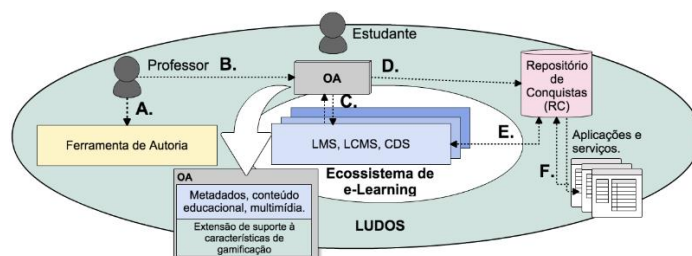 Estudante
Professor
B.
OA
D.
Repositório
de
Conquistas
(RC)
A.
C.
Ferramenta de Autoria
LMS, LCMS, CDS
E.
Aplicações e
serviços.
Ecossistema de
e-Learning
F.
OA
Metadados, conteúdo
educacional, multimídia.
Extensão de suporte à
características de
gamificação
LUDOS